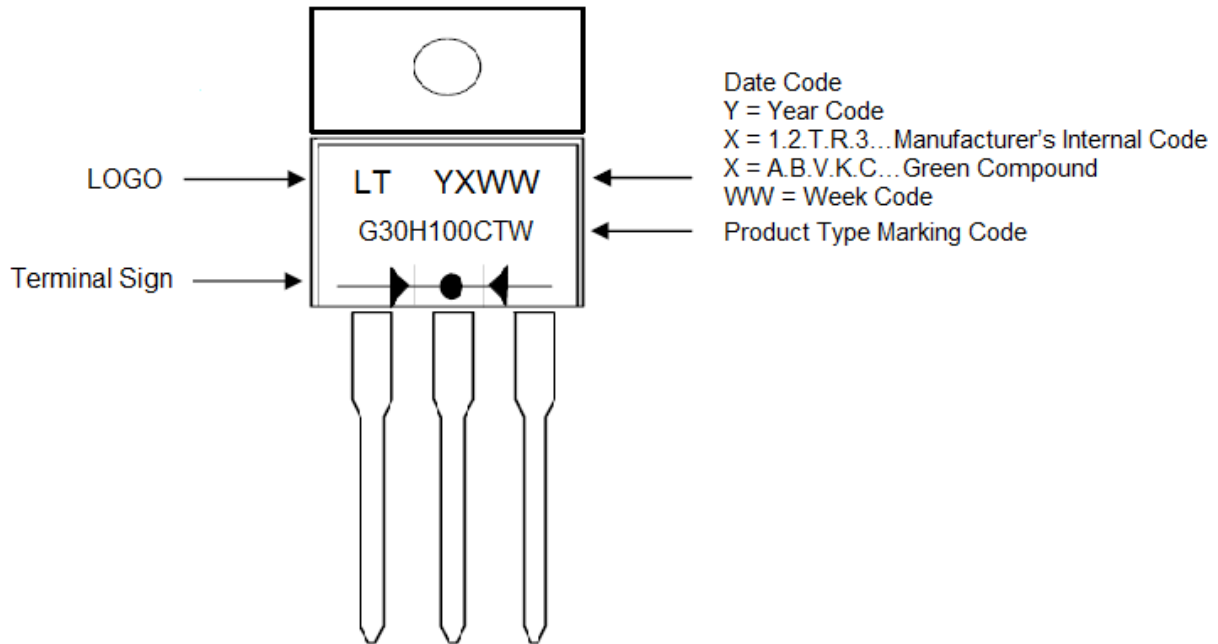 Date Code
Y = Year Code
X = 1.2.T.R.3...Manufacturer's Internal Code
X = A.B.V.K.C...Green Compound
WW = Week Code
LOGO
LT YXWW
G30H100CTW
Product Type Marking Code
Terminal Sign